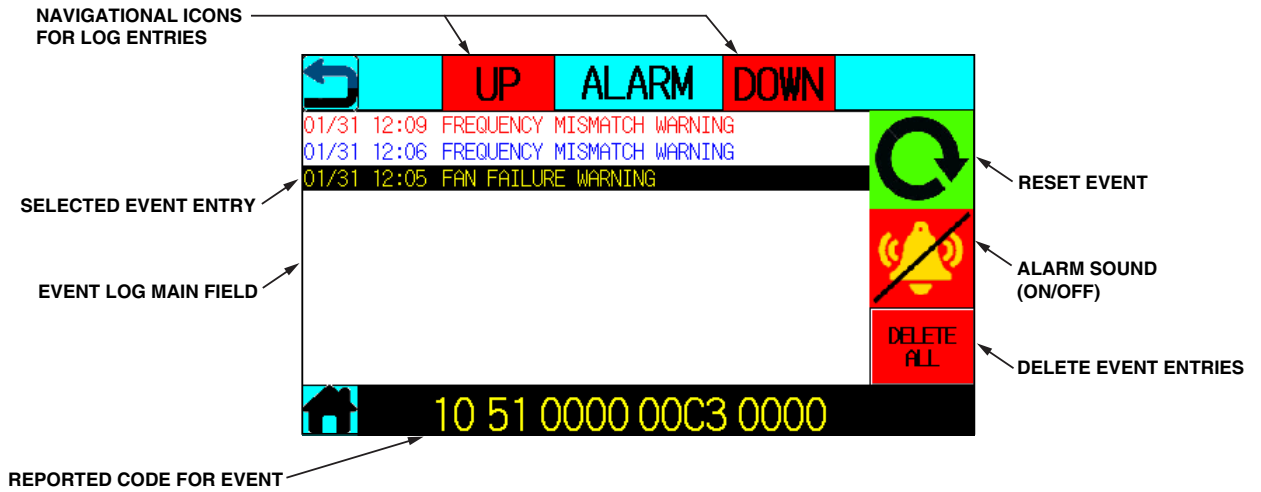 NAVIGATIONAL ICONS
FOR LOG ENTRIES
UP ALARM DOWN
01/31 12:09 FREQUENCY MISMATCH WARNING
01/31 12:06 FREQUENCY MISMATCH WARNING
01/31 12:05 FAN FAILURE WARNING
RESET EVENT
SELECTED EVENT ENTRY
ALARM SOUND
(ON/OFF)
EVENT LOG MAIN FIELD
DELETE
ALL
DELETE EVENT ENTRIES
10 51 0000 00C3 0000
REPORTED CODE FOR EVENT